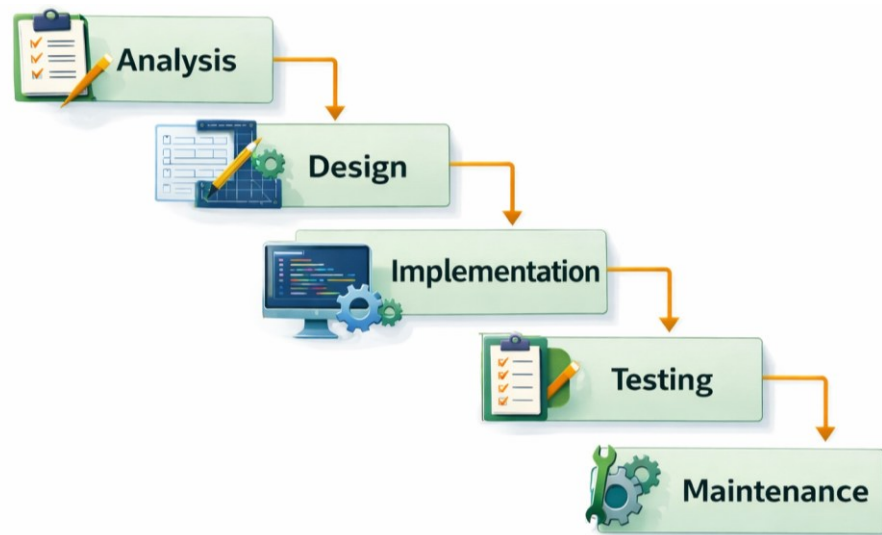 Analysis
Design
Implementation
Testing
Maintenance